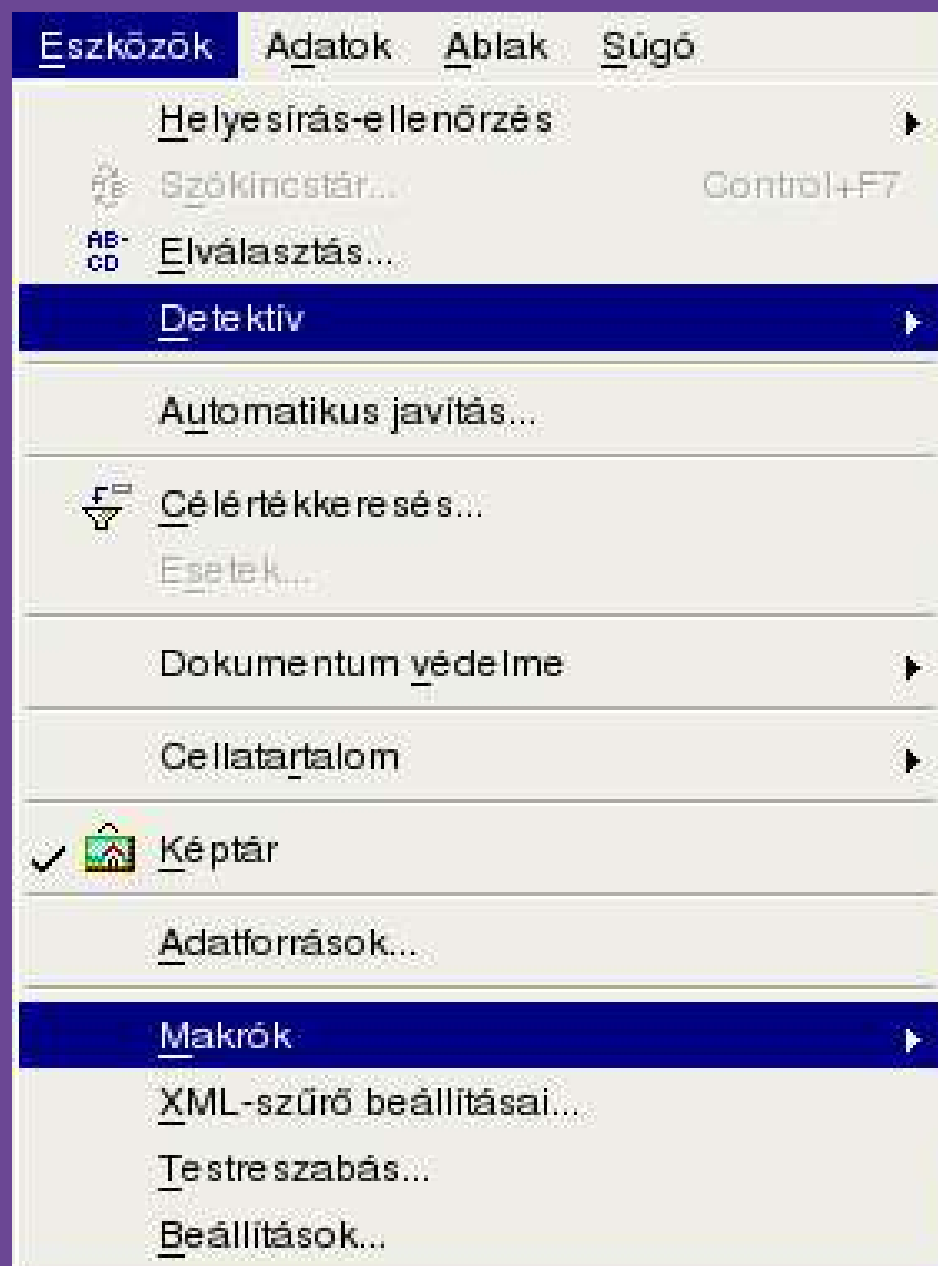 Eszközök Adatok Ablak Súgó
Helyesírás-ellenőrzés
Szókincstár... Control+F7
AB-
CD Elválasztás...
Detektív
Automatikus javítás...
Célértékkeresés...
Esetek...
Dokumentum védelme
Cellatartalom
Képtár
Adatforrások...
Makrók
XML-szűrő beállításai...
Testreszabás...
Beállítások...